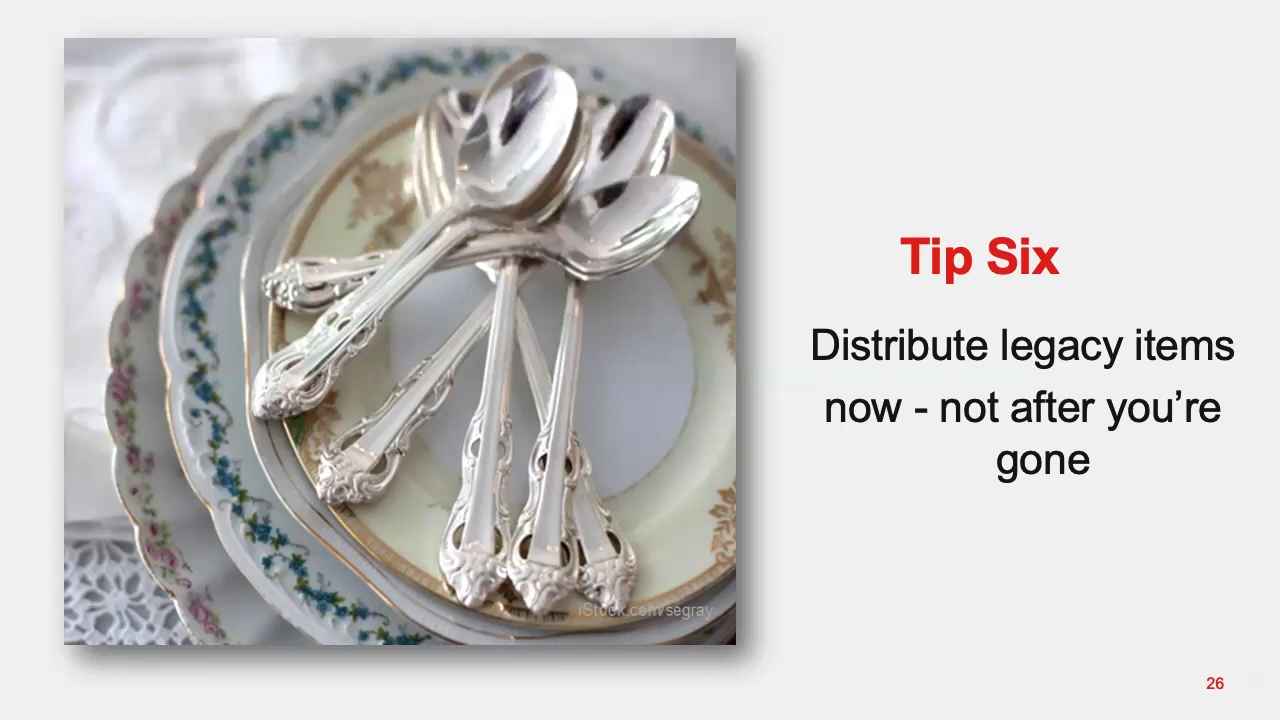 Tip Six
Distribute legacy items
now - not after you’re
gone
iStock.com/segray
26